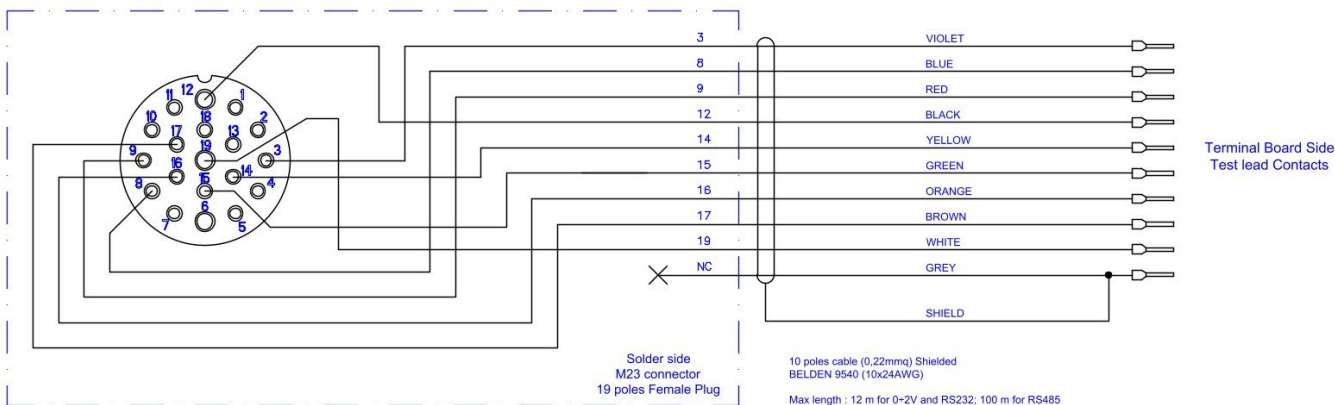 12
11
1
10
18
2
17
13
19
9
3
16
14
8
15
4
7
6
5
3 VIOLET
8 BLUE
9 RED
12 BLACK
14 YELLOW
15 GREEN
16 ORANGE
17 BROWN
19 WHITE
NC GREY
SHIELD
Terminal Board Side
Test lead Contacts
Solder side
M23 connector
19 poles Female Plug
10 poles cable (0,22mmq) Shielded
BELDEN 9540 (10x24AWG)
Max length : 12 m for 0÷2V and RS232; 100 m for RS485